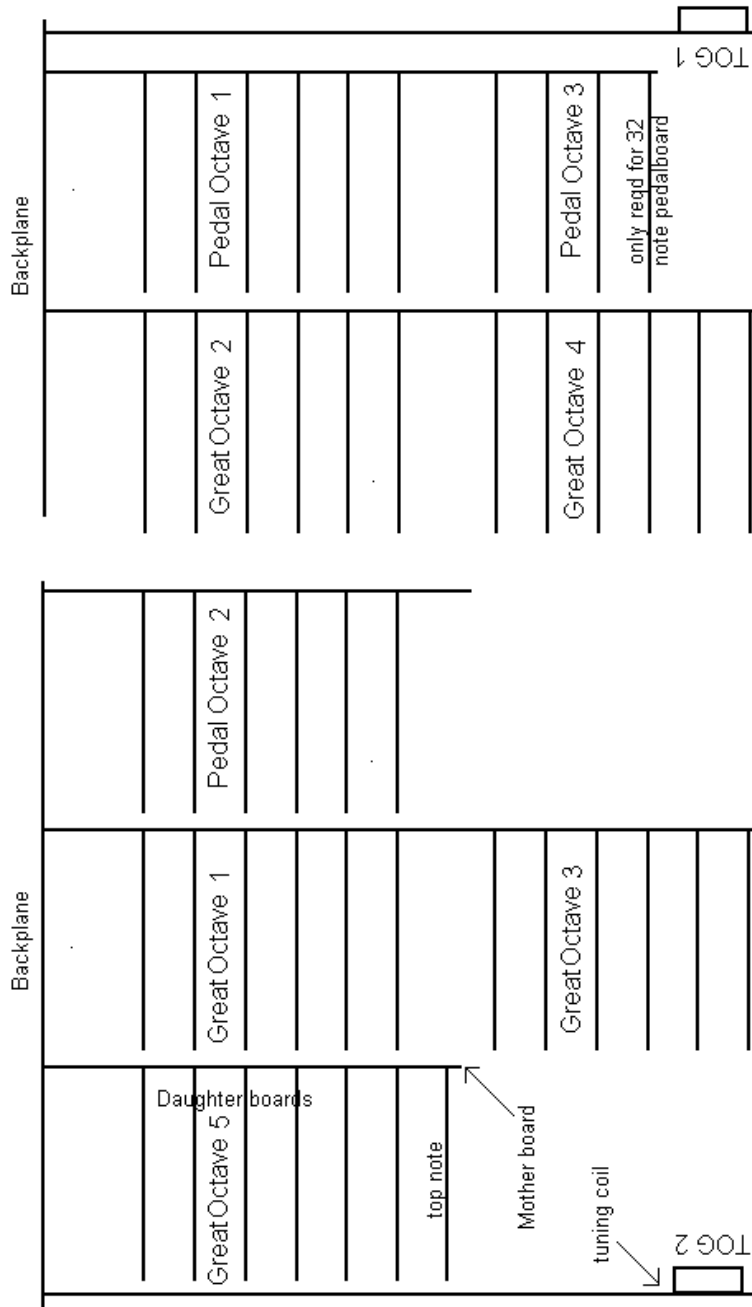 Backplane
TOG 1
Pedal Octave 1
Pedal Octave 3
only reqd for 32
note pedalboard
Great Octave 2
Great Octave 4
Backplane
Pedal Octave 2
Great Octave 1
Great Octave 3
Daughter boards
Great Octave 5
top note
Mother board
tuning coil
TOG 2